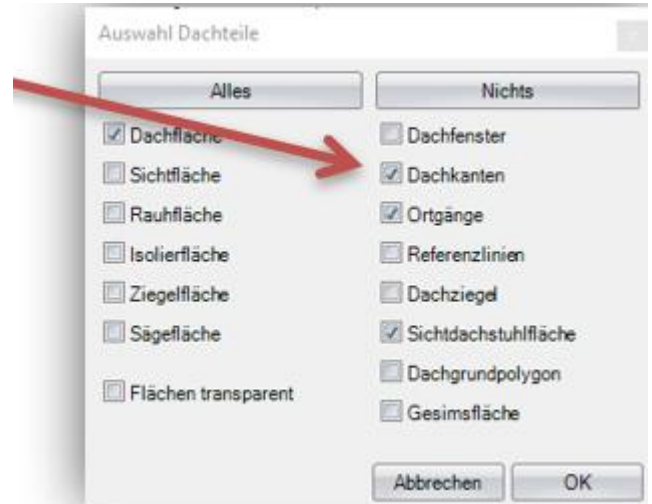 Auswahl Dachteile
Alles
Nichts
Dachfläche
Dachfenster
Sichtfläche
Dachkanten
Rauhfläche
Ortgänge
Isolierfläche
Referenzlinien
Ziegelfläche
Dachziegel
Sägefläche
Sichtdachstuhlfläche
Flächen transparent
Dachgrundpolygon
Gesimsfläche
Abbrechen
OK